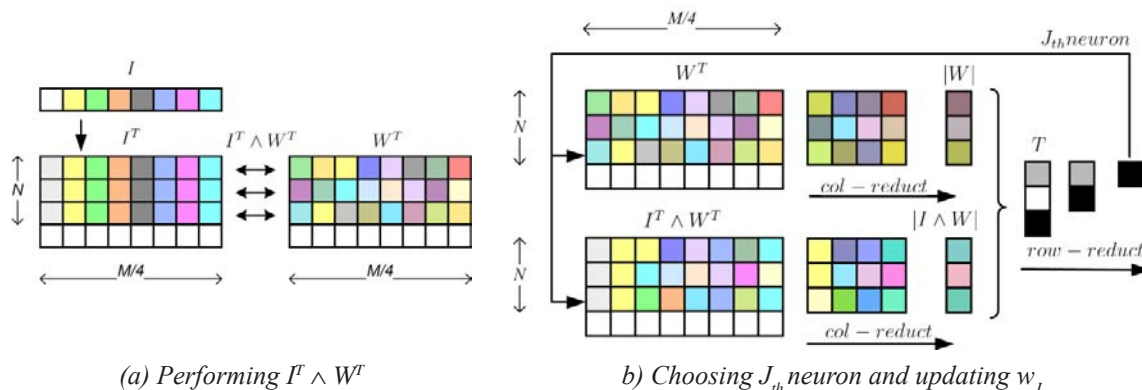 I
I^T
I^T ∧ W^T
W^T
N
M/4
M/4
(a) Performing I^T ∧ W^T
M/4
J_th neuron
W^T
|W|
N
col − reduct
T
I^T ∧ W^T
|I ∧ W|
N
row − reduct
col − reduct
b) Choosing J_th neuron and updating w_J